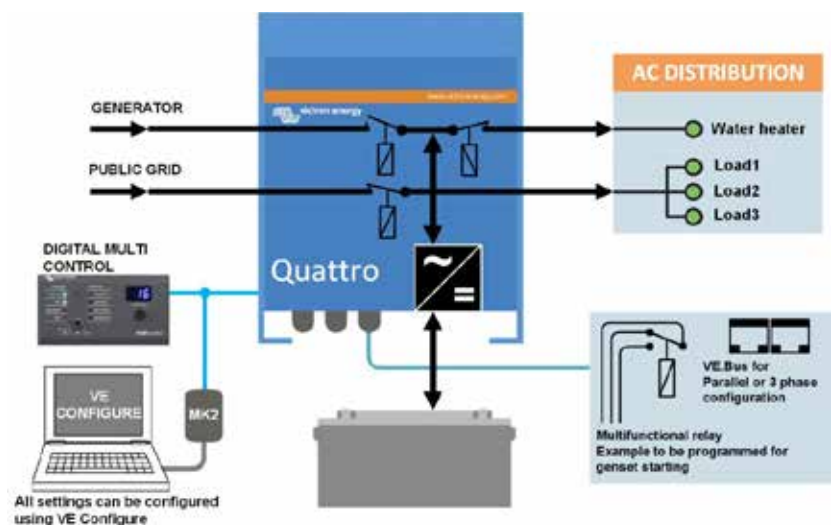 AC DISTRIBUTION
www.victronenergy.com
victron energy
GENERATOR
Water heater
PUBLIC GRID
Load1
Load2
Load3
DIGITAL MULTI
CONTROL
16
Quattro
VE
CONFIGURE
MK2
VE.Bus for
Parallel or 3 phase
configuration
Multifunctional relay
Example to be programmed for
genset starting
All settings can be configured
using VE Configure